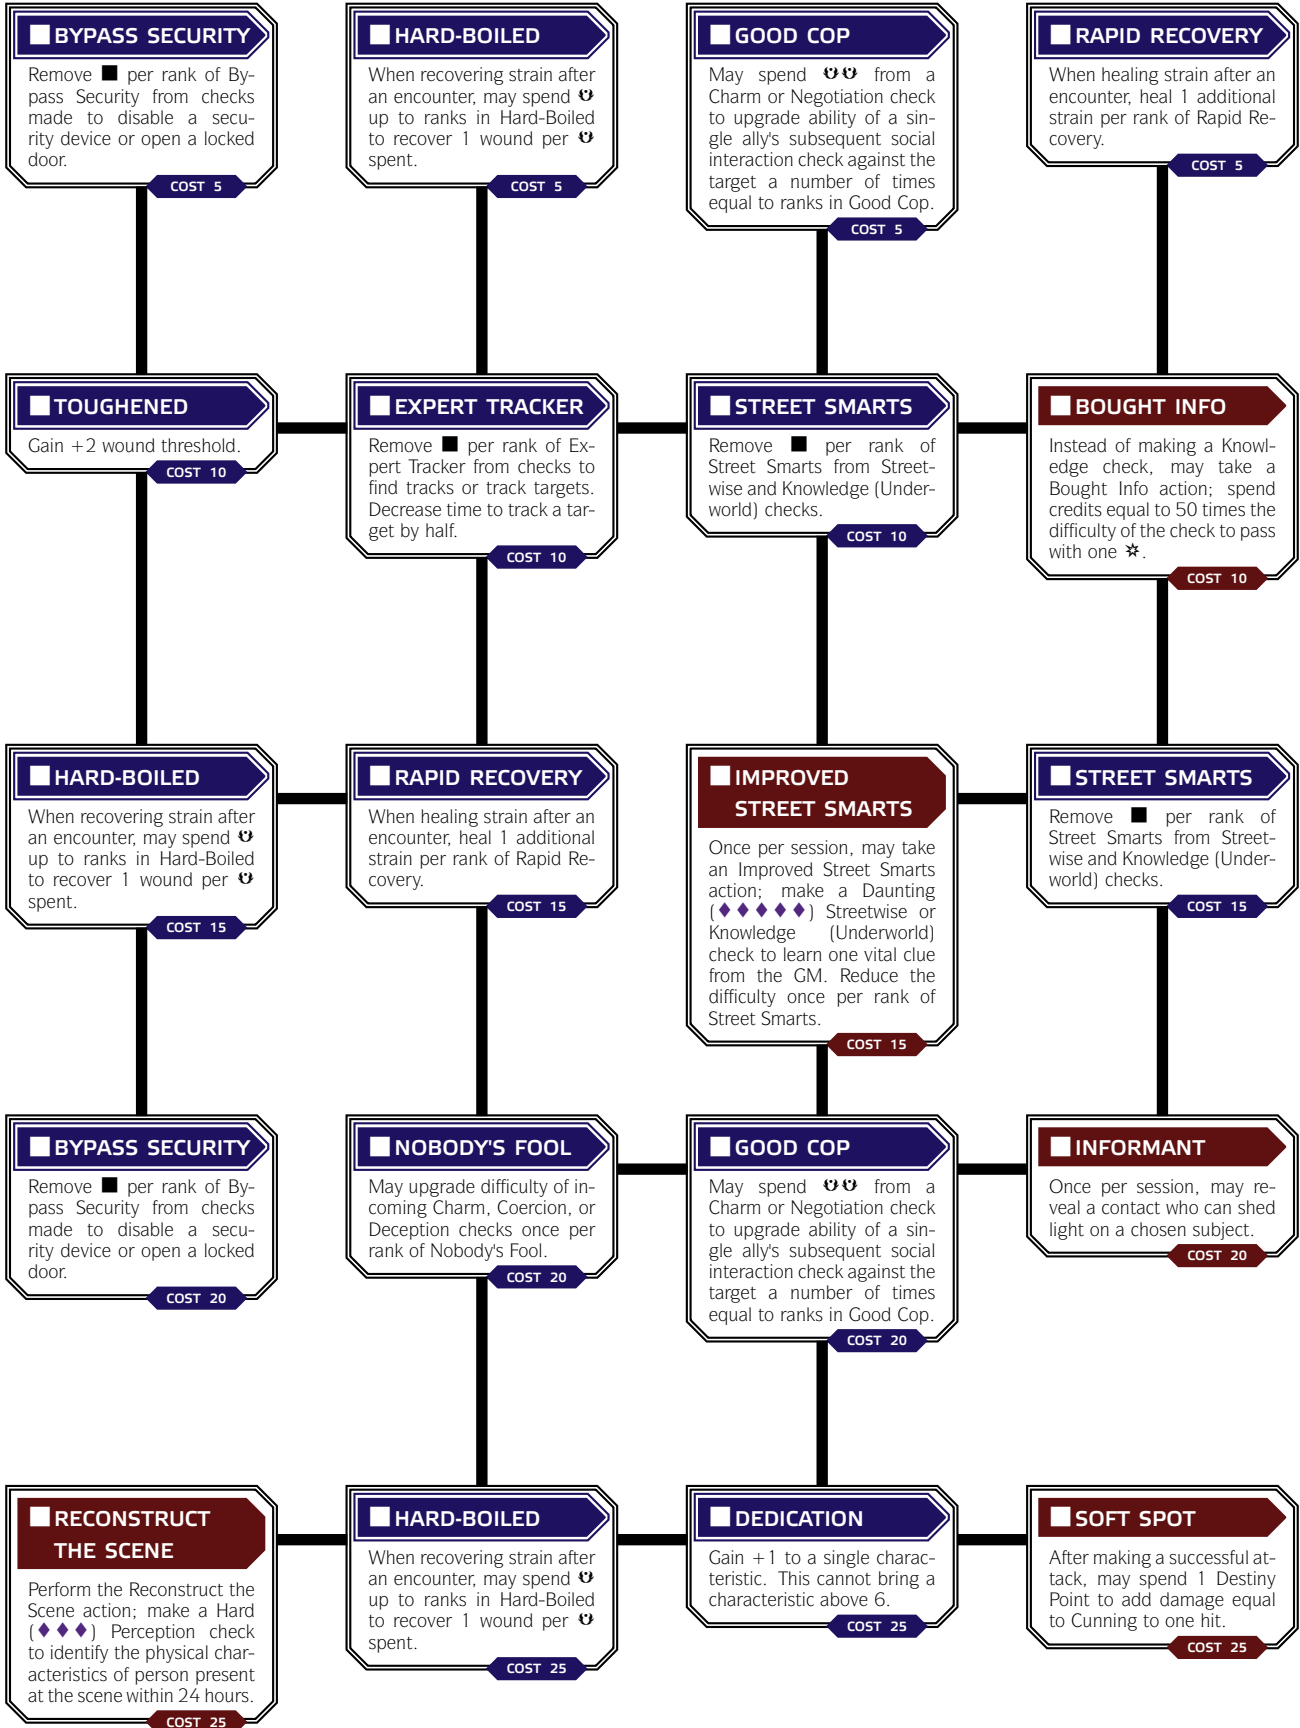 BYPASS SECURITY
Remove ■ per rank of By-
pass Security from checks
made to disable a secu-
rity device or open a locked
door.
COST 5
HARD-BOILED
When recovering strain after
an encounter, may spend
up to ranks in Hard-Boiled
to recover 1 wound per
spent.
COST 5
GOOD COP
May spend from a
Charm or Negotiation check
to upgrade ability of a sin-
gle ally's subsequent social
interaction check against the
target a number of times
equal to ranks in Good Cop.
COST 5
RAPID RECOVERY
When healing strain after an
encounter, heal 1 additional
strain per rank of Rapid Re-
covery.
COST 5
TOUGHENED
Gain +2 wound threshold.
COST 10
EXPERT TRACKER
Remove ■ per rank of Ex-
pert Tracker from checks to
find tracks or track targets.
Decrease time to track a tar-
get by half.
COST 10
STREET SMARTS
Remove ■ per rank of
Street Smarts from Street-
wise and Knowledge (Under-
world) checks.
COST 10
BOUGHT INFO
Instead of making a Knowl-
edge check, may take a
Bought Info action; spend
credits equal to 50 times the
difficulty of the check to pass
with one .
COST 10
HARD-BOILED
When recovering strain after
an encounter, may spend
up to ranks in Hard-Boiled
to recover 1 wound per
spent.
COST 15
RAPID RECOVERY
When healing strain after an
encounter, heal 1 additional
strain per rank of Rapid Re-
covery.
COST 15
IMPROVED
STREET SMARTS
Once per session, may take
an Improved Street Smarts
action; make a Daunting
(♦ ♦ ♦ ♦ ♦) Streetwise or
Knowledge (Underworld)
check to learn one vital clue
from the GM. Reduce the
difficulty once per rank of
Street Smarts.
COST 15
STREET SMARTS
Remove ■ per rank of
Street Smarts from Street-
wise and Knowledge (Under-
world) checks.
COST 15
BYPASS SECURITY
Remove ■ per rank of By-
pass Security from checks
made to disable a secu-
rity device or open a locked
door.
COST 20
NOBODY'S FOOL
May upgrade difficulty of in-
coming Charm, Coercion, or
Deception checks once per
rank of Nobody's Fool.
COST 20
GOOD COP
May spend from a
Charm or Negotiation check
to upgrade ability of a sin-
gle ally's subsequent social
interaction check against the
target a number of times
equal to ranks in Good Cop.
COST 20
INFORMANT
Once per session, may re-
veal a contact who can shed
light on a chosen subject.
COST 20
RECONSTRUCT
THE SCENE
Perform the Reconstruct the
Scene action; make a Hard
(♦ ♦ ♦) Perception check
to identify the physical char-
acteristics of person present
at the scene within 24 hours.
COST 25
HARD-BOILED
When recovering strain after
an encounter, may spend
up to ranks in Hard-Boiled
to recover 1 wound per
spent.
COST 25
DEDICATION
Gain +1 to a single charac-
teristic. This cannot bring a
characteristic above 6.
COST 25
SOFT SPOT
After making a successful at-
tack, may spend 1 Destiny
Point to add damage equal
to Cunning to one hit.
COST 25